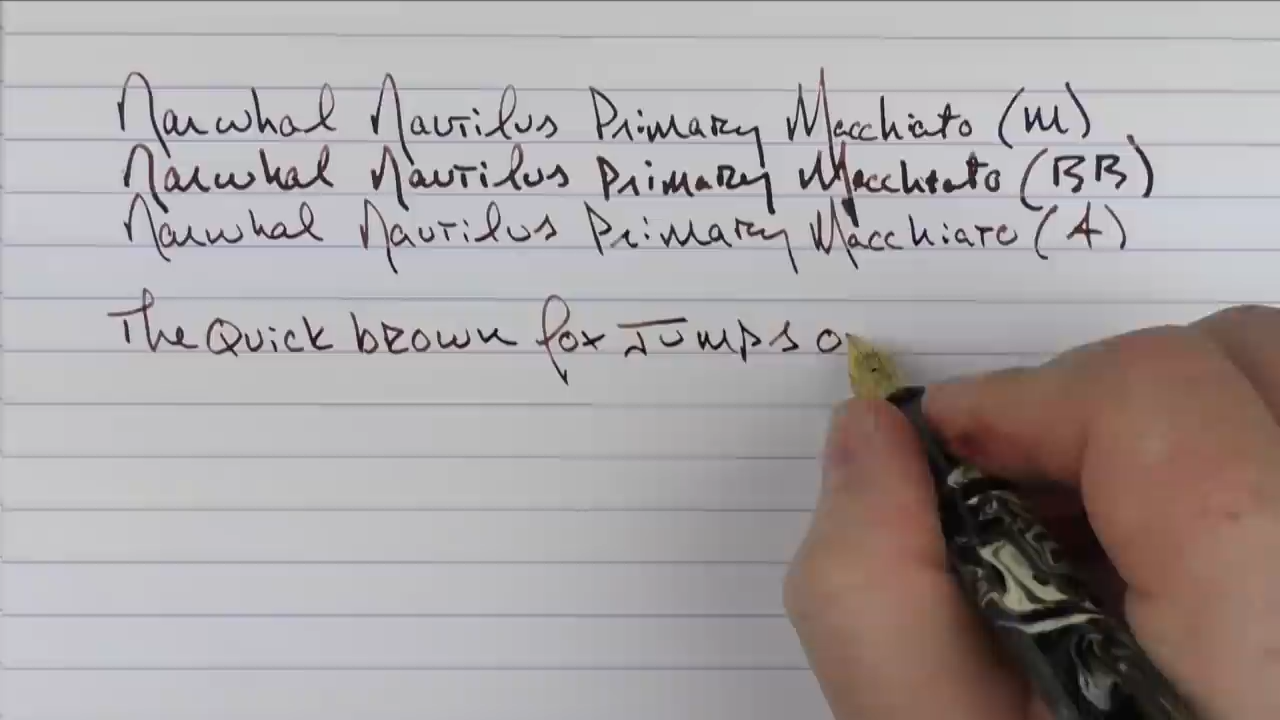 Narwhal Nautilus Primary Macchiato (M)
Narwhal Nautilus Primary Macchiato (BB)
Narwhal Nautilus Primary Macchiato (A)
The Quick brown fox Jumps o